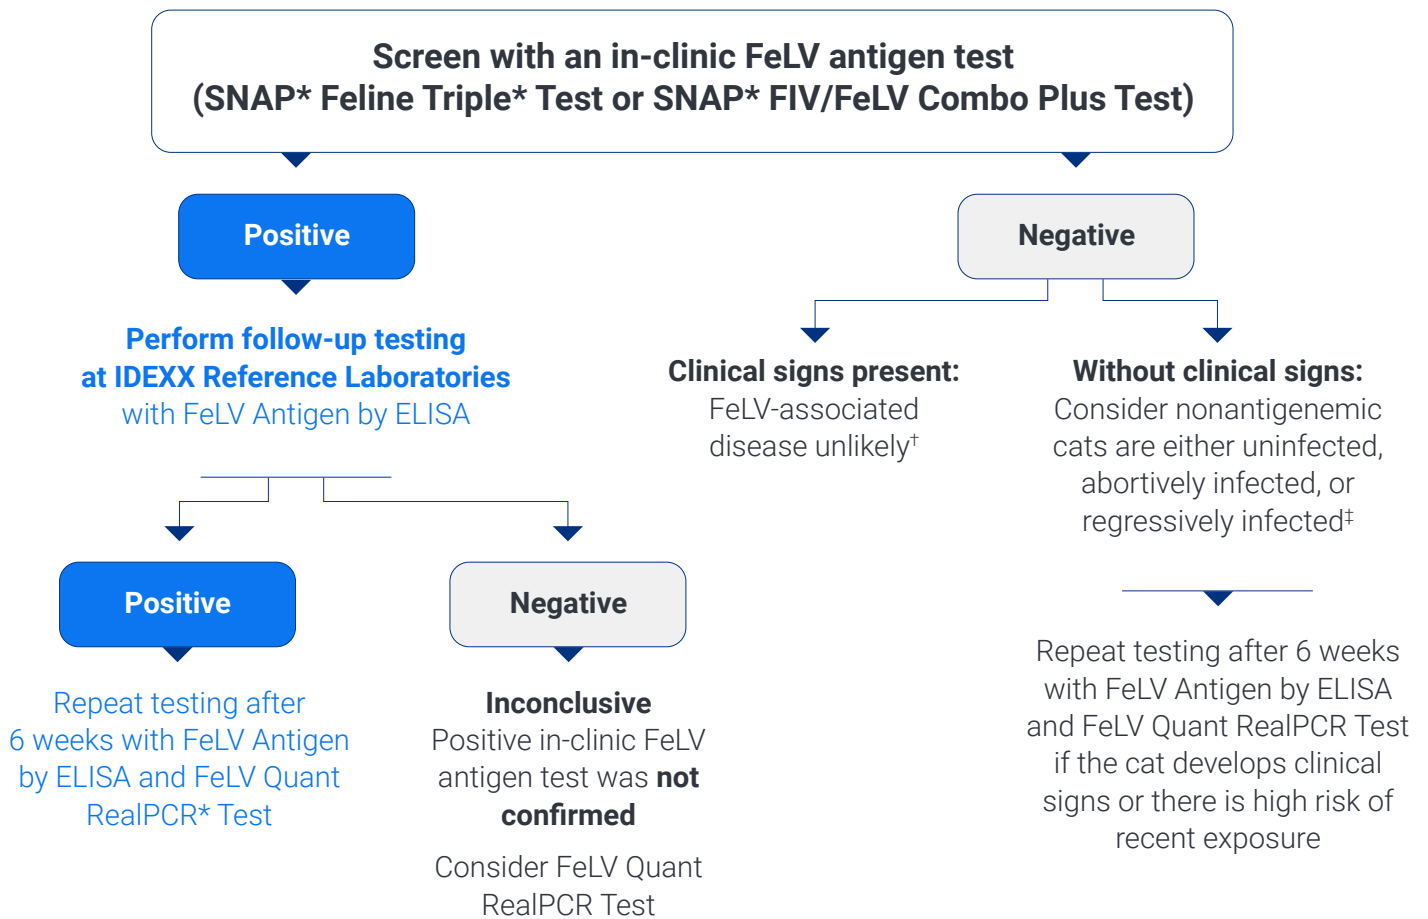 Screen with an in-clinic FeLV antigen test
(SNAP* Feline Triple* Test or SNAP* FIV/FeLV Combo Plus Test)
Positive
Perform follow-up testing
at IDEXX Reference Laboratories
with FeLV Antigen by ELISA
Positive
Repeat testing after
6 weeks with FeLV Antigen
by ELISA and FeLV Quant
RealPCR* Test
Negative
Inconclusive
Positive in-clinic FeLV
antigen test was not
confirmed
Consider FeLV Quant
RealPCR Test
Negative
Clinical signs present:
FeLV-associated
disease unlikely†
Without clinical signs:
Consider nonantigenemic
cats are either uninfected,
abortively infected, or
regressively infected‡
Repeat testing after 6 weeks
with FeLV Antigen by ELISA
and FeLV Quant RealPCR Test
if the cat develops clinical
signs or there is high risk of
recent exposure